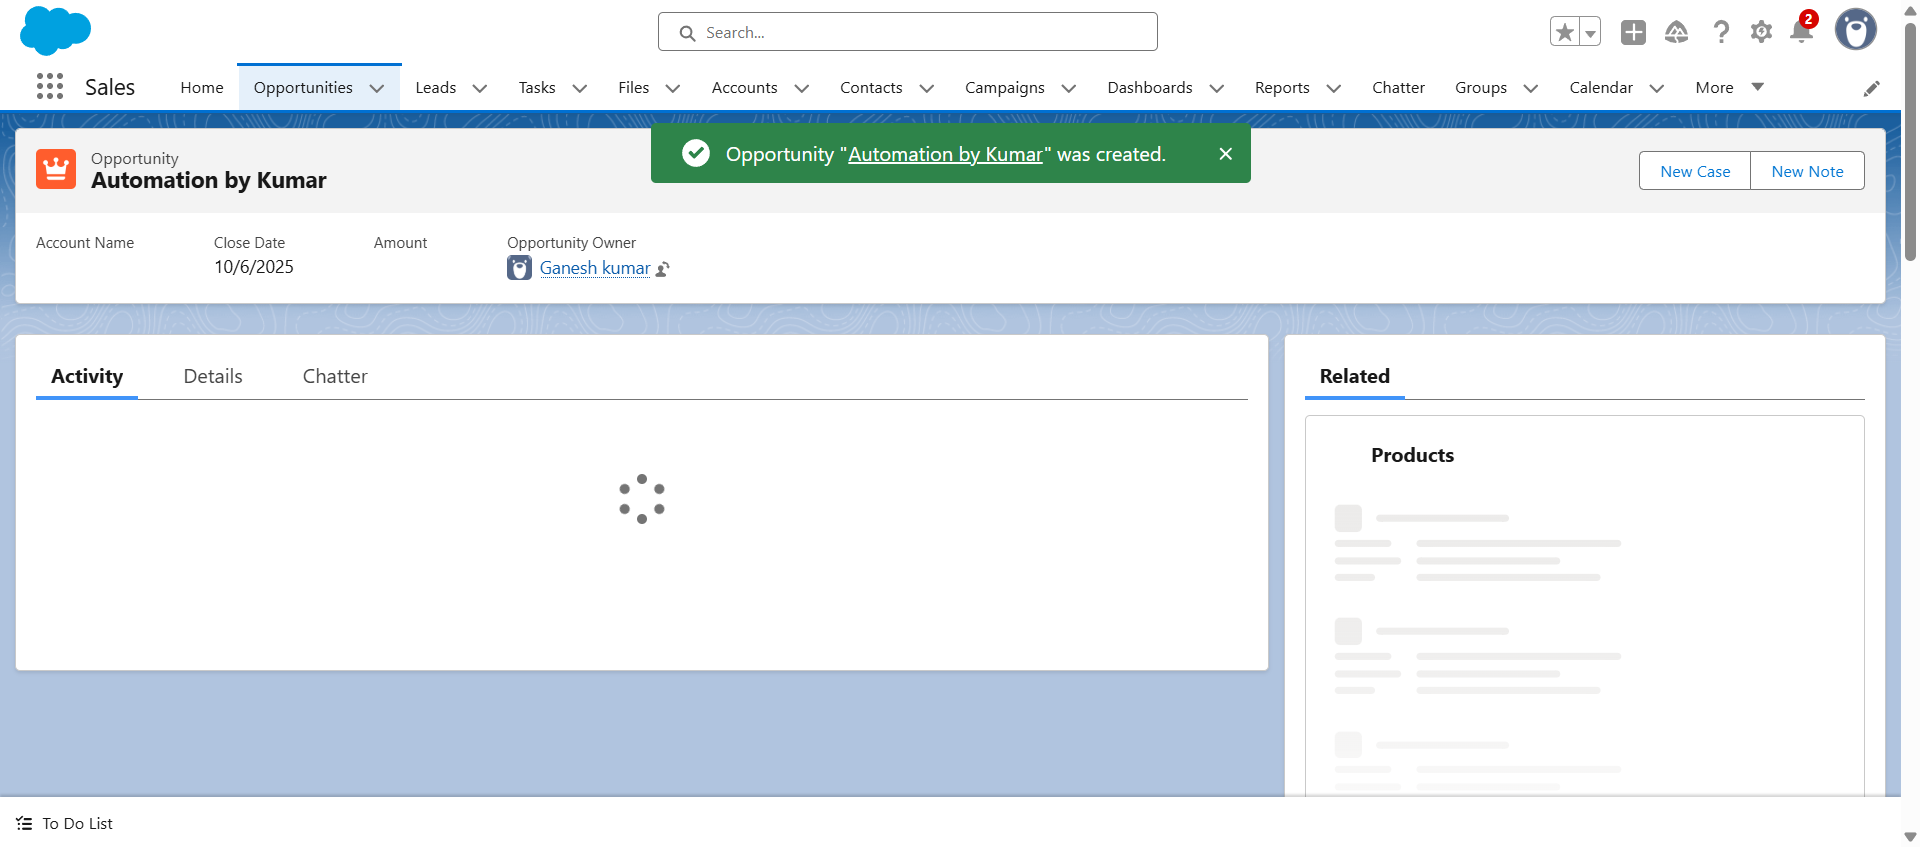 Search...
2
Sales
Home
Opportunities
Leads
Tasks
Files
Accounts
Contacts
Campaigns
Dashboards
Reports
Chatter
Groups
Calendar
More
Opportunity "Automation by Kumar" was created.
Opportunity
Automation by Kumar
New Case
New Note
Account Name
Close Date
10/6/2025
Amount
Opportunity Owner
Ganesh kumar
Activity
Details
Chatter
Related
Products
To Do List